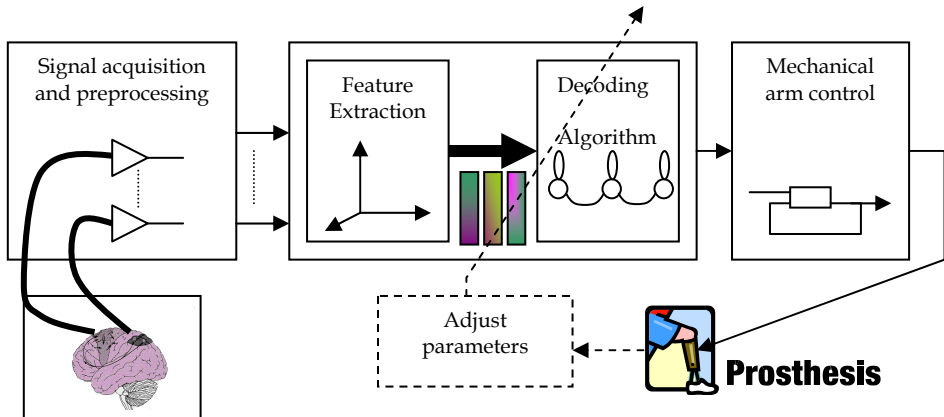 Signal acquisition
and preprocessing
Feature
Extraction
Decoding
Algorithm
Mechanical
arm control
Adjust
parameters
Prosthesis